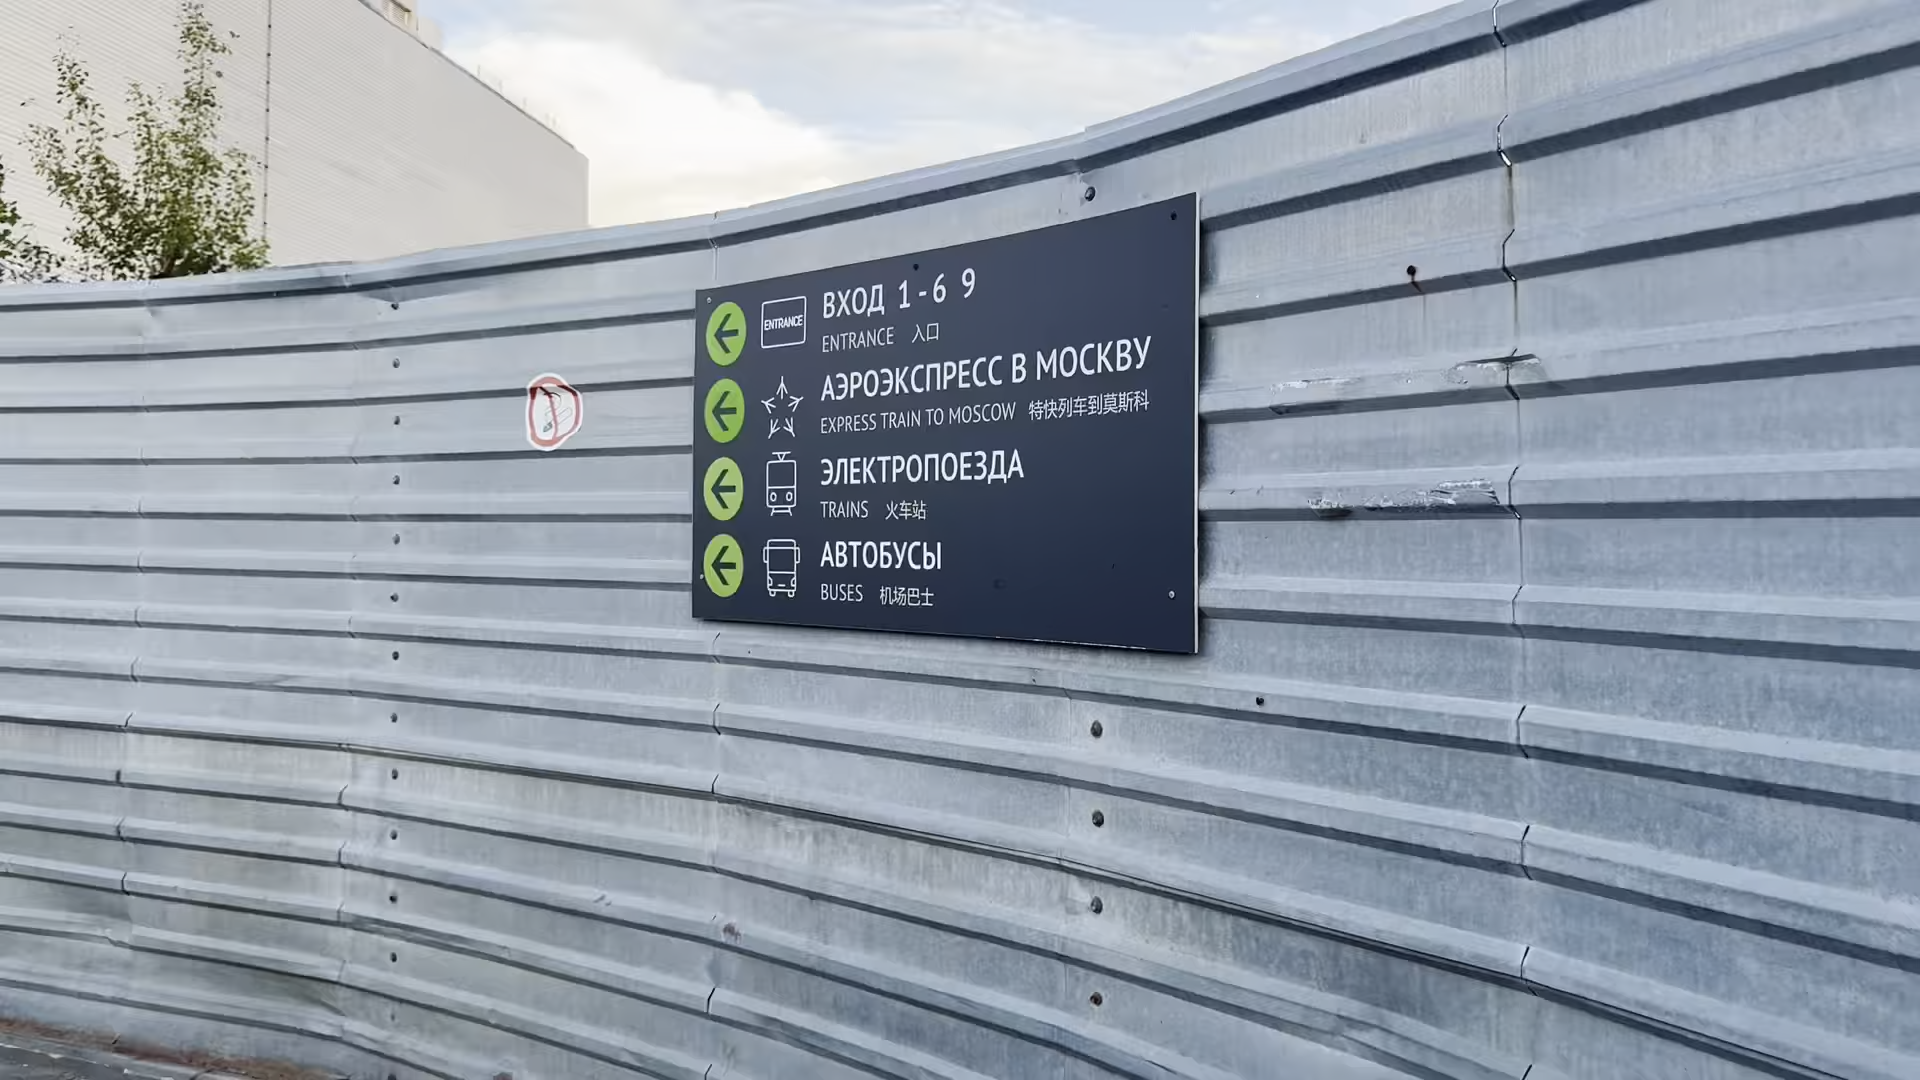 ENTRANCE
ВХОД 1-6 9
ENTRANCE 入口
АЭРОЭКСПРЕСС В МОСКВУ
EXPRESS TRAIN TO MOSCOW 特快列车到莫斯科
ЭЛЕКТРОПОЕЗДА
TRAINS 火车站
АВТОБУСЫ
BUSES 机场巴士